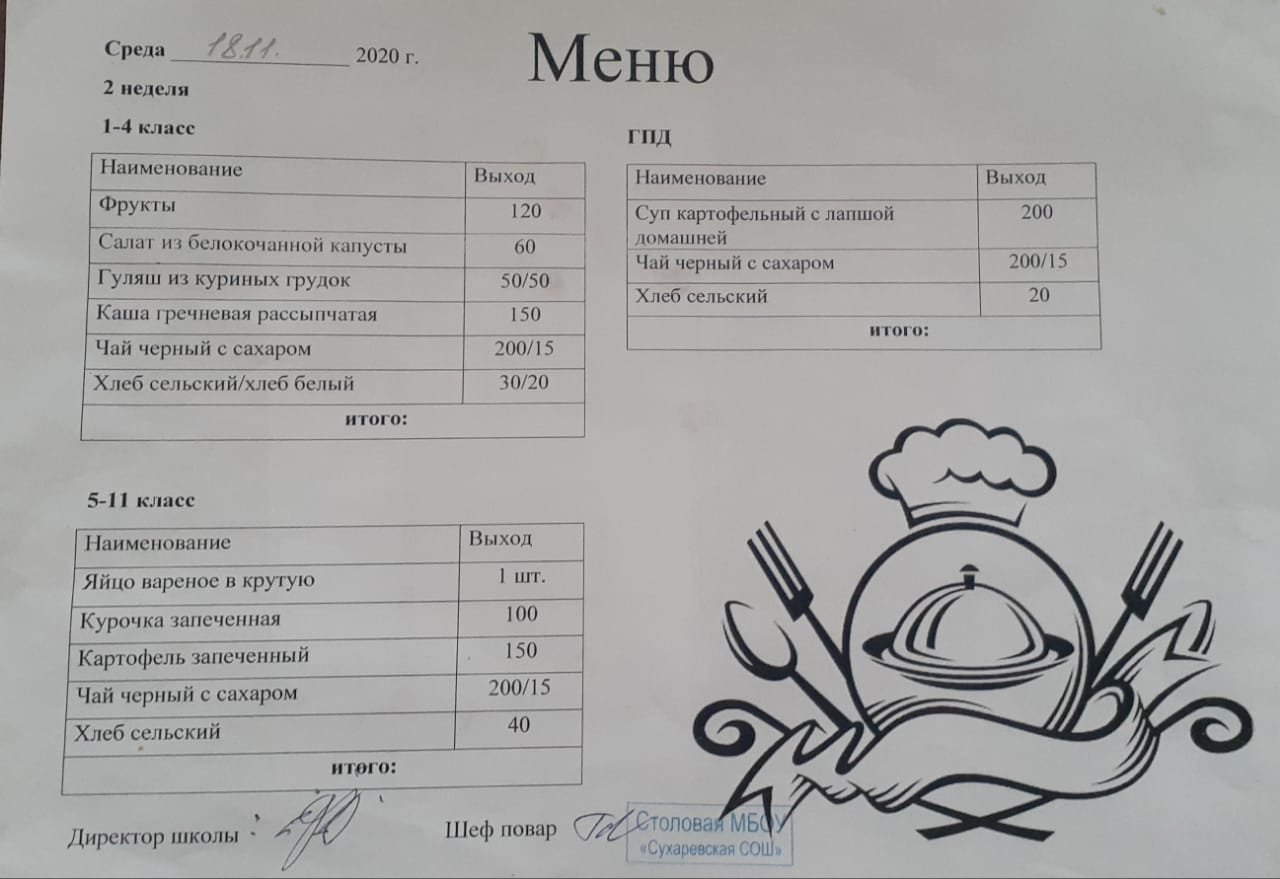 Среда 18.11. 2020 г.
Меню
2 неделя
1-4 класс
Наименование Выход
Фрукты 120
Салат из белокочанной капусты 60
Гуляш из куриных грудок 50/50
Каша гречневая рассыпчатая 150
Чай черный с сахаром 200/15
Хлеб сельский/хлеб белый 30/20
итого:
ГПД
Наименование Выход
Суп картофельный с лапшой 200
домашней
Чай черный с сахаром 200/15
Хлеб сельский 20
итого:
5-11 класс
Наименование Выход
Яйцо вареное в крутую 1 шт.
Курочка запеченная 100
Картофель запеченный 150
Чай черный с сахаром 200/15
Хлеб сельский 40
итого:
Директор школы :
Шеф повар
Столовая МБОУ
«Сухаревская СОШ»